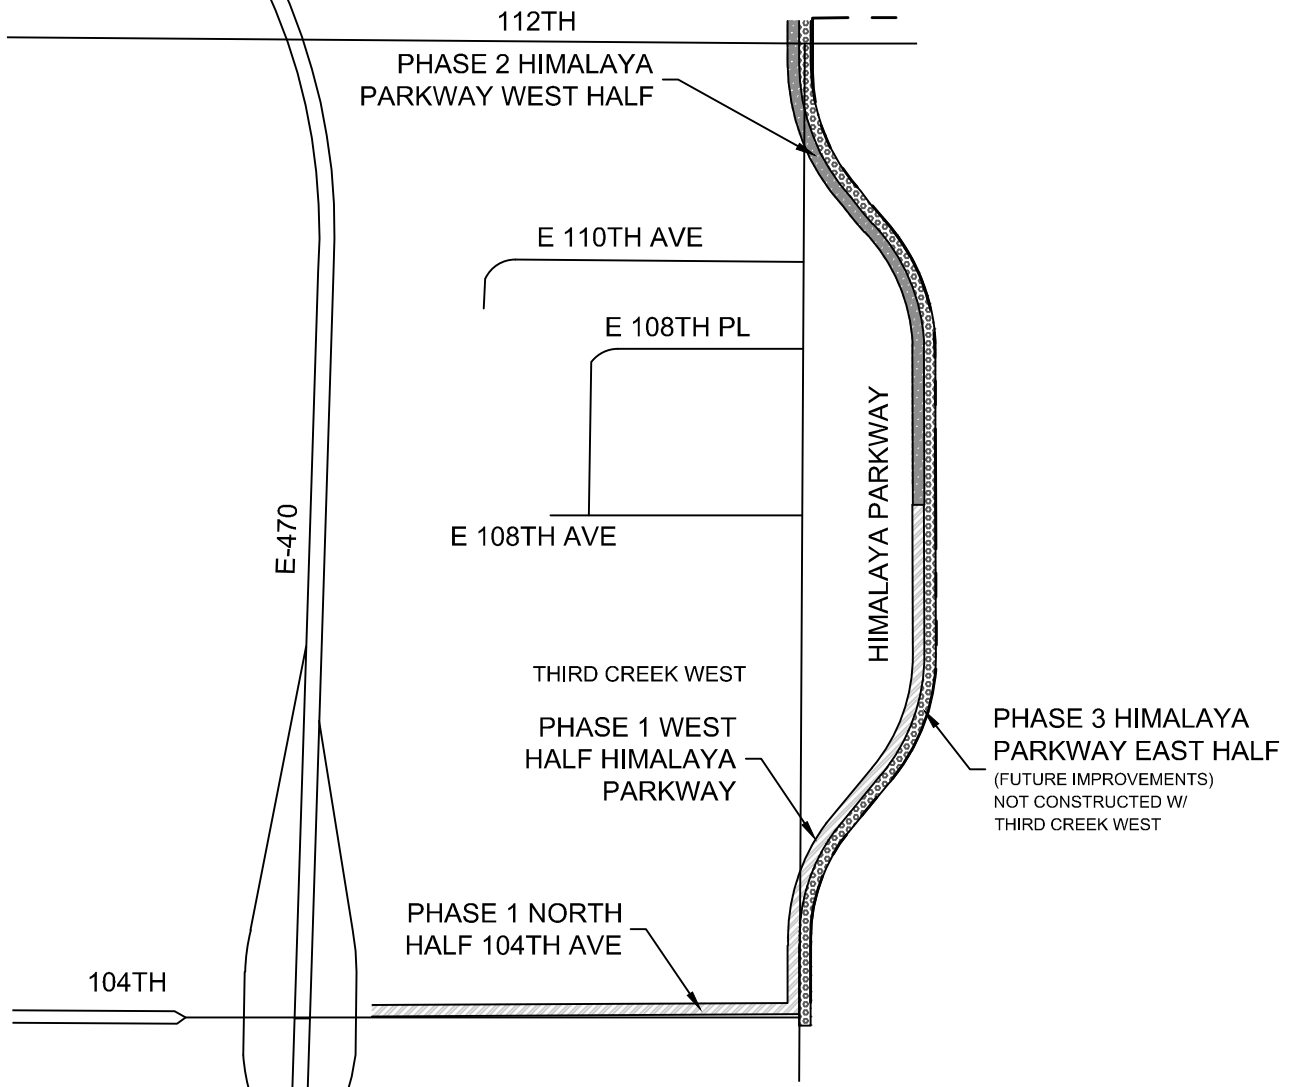 112TH
PHASE 2 HIMALAYA
PARKWAY WEST HALF
E 110TH AVE
E 108TH PL
HIMALAYA PARKWAY
E-470
E 108TH AVE
THIRD CREEK WEST
PHASE 1 WEST
HALF HIMALAYA
PARKWAY
PHASE 3 HIMALAYA
PARKWAY EAST HALF
(FUTURE IMPROVEMENTS)
NOT CONSTRUCTED W/
THIRD CREEK WEST
PHASE 1 NORTH
HALF 104TH AVE
104TH